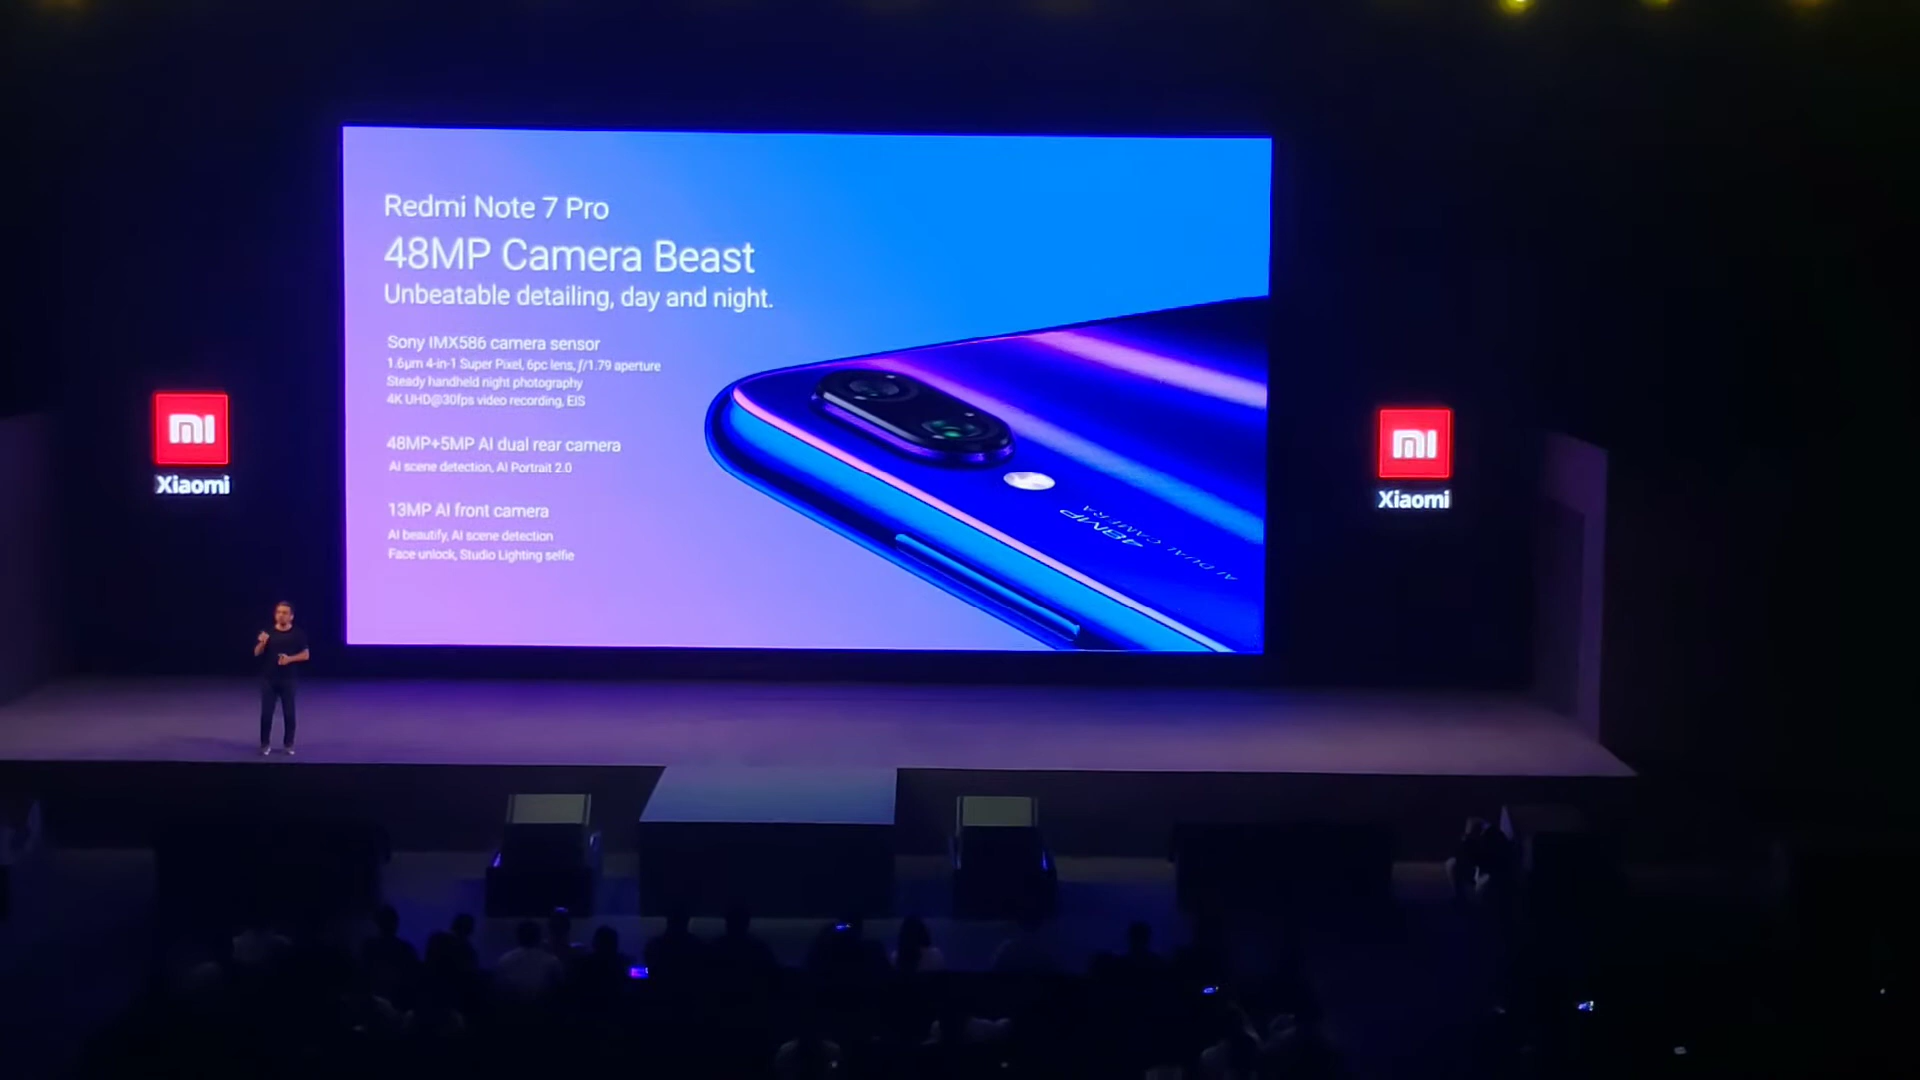 Redmi Note 7 Pro
48MP Camera Beast
Unbeatable detailing, day and night.
Sony IMX586 camera sensor
1.6μm 4-in-1 Super Pixel, 6pc lens, ƒ/1.79 aperture
Steady handheld night photography
4K UHD@30fps video recording, EIS
48MP+5MP AI dual rear camera
AI scene detection, AI Portrait 2.0
13MP AI front camera
AI beautify, AI scene detection
Face unlock, Studio Lighting selfie
48MP
AI DUAL CAMERA
mi
Xiaomi
mi
Xiaomi